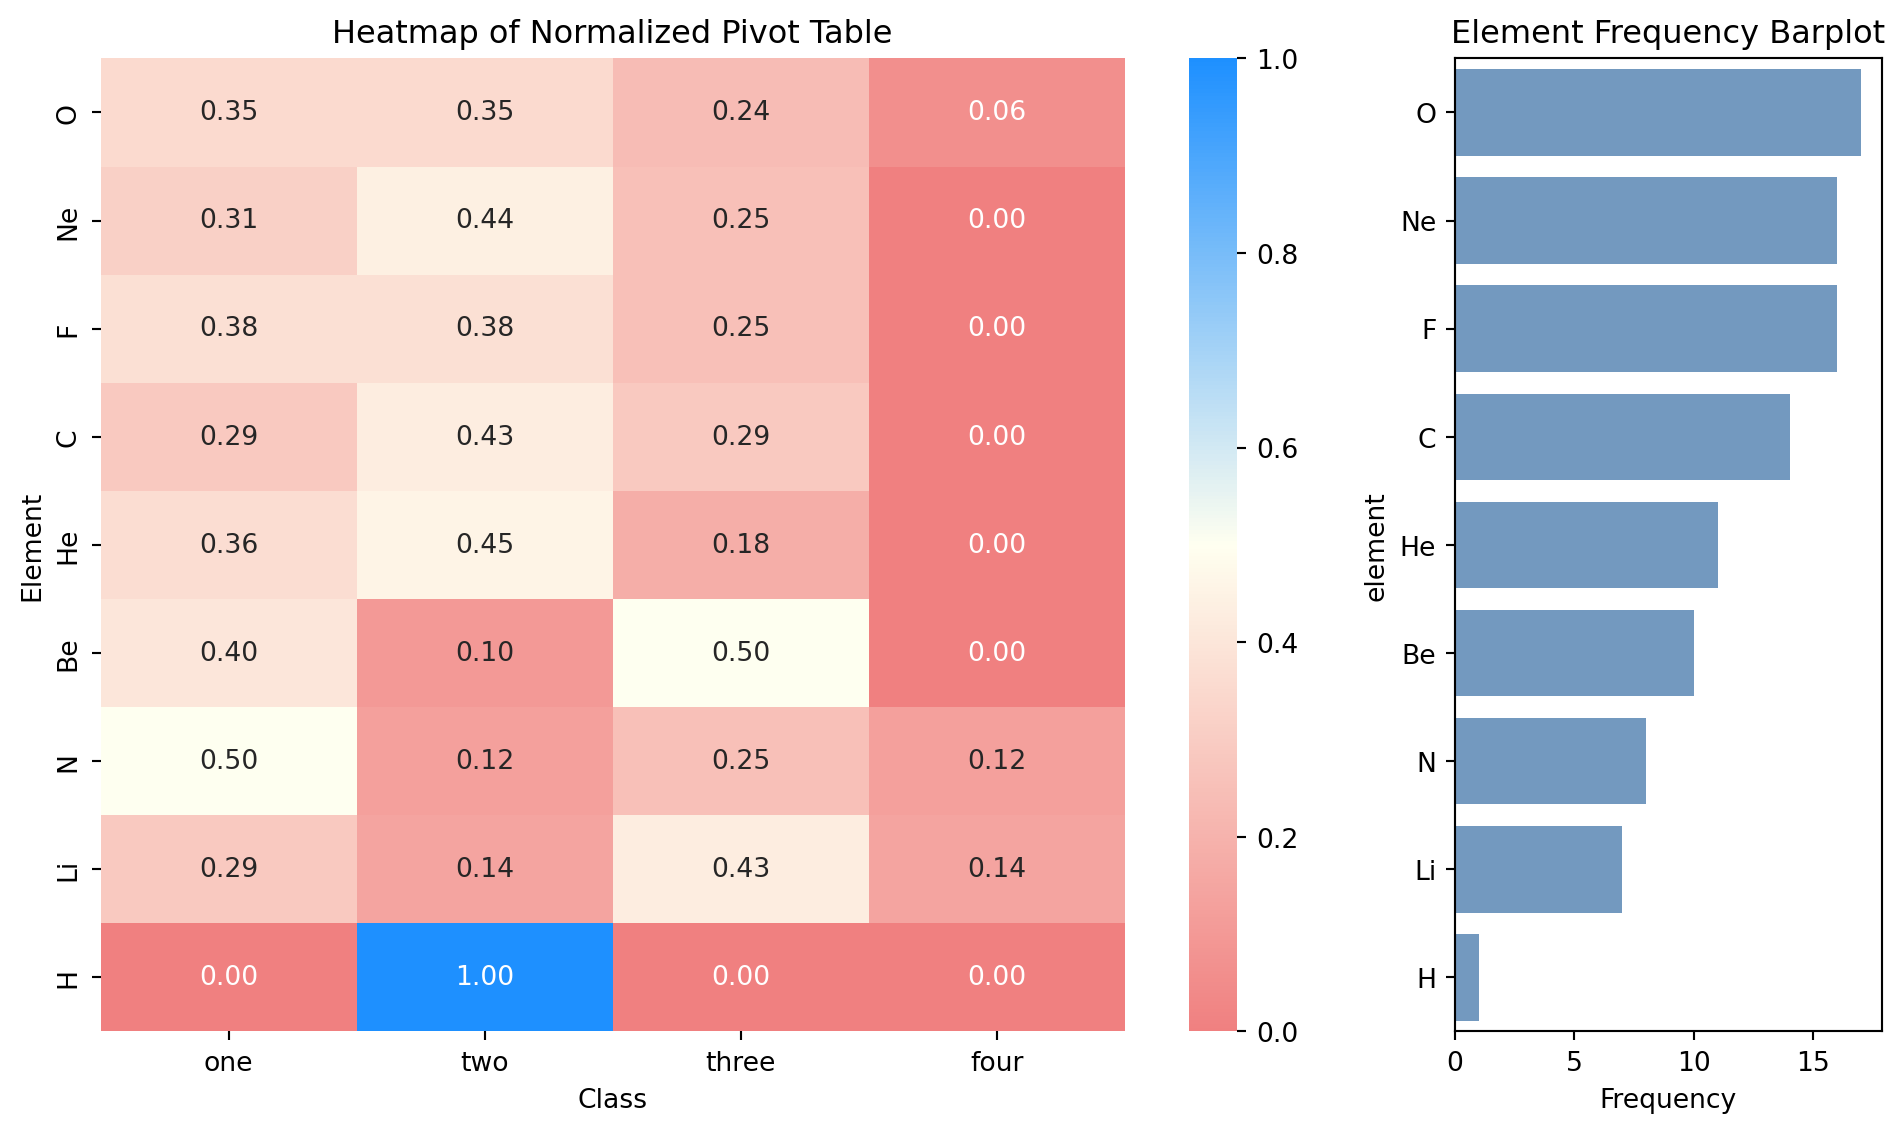 Heatmap of Normalized Pivot Table
Element
O 0.35 0.35 0.24 0.06
Ne 0.31 0.44 0.25 0.00
F 0.38 0.38 0.25 0.00
C 0.29 0.43 0.29 0.00
He 0.36 0.45 0.18 0.00
Be 0.40 0.10 0.50 0.00
N 0.50 0.12 0.25 0.12
Li 0.29 0.14 0.43 0.14
H 0.00 1.00 0.00 0.00
one two three four
Class
1.0
0.8
0.6
0.4
0.2
0.0
Element Frequency Barplot
element
O
Ne
F
C
He
Be
N
Li
H
0 5 10 15
Frequency